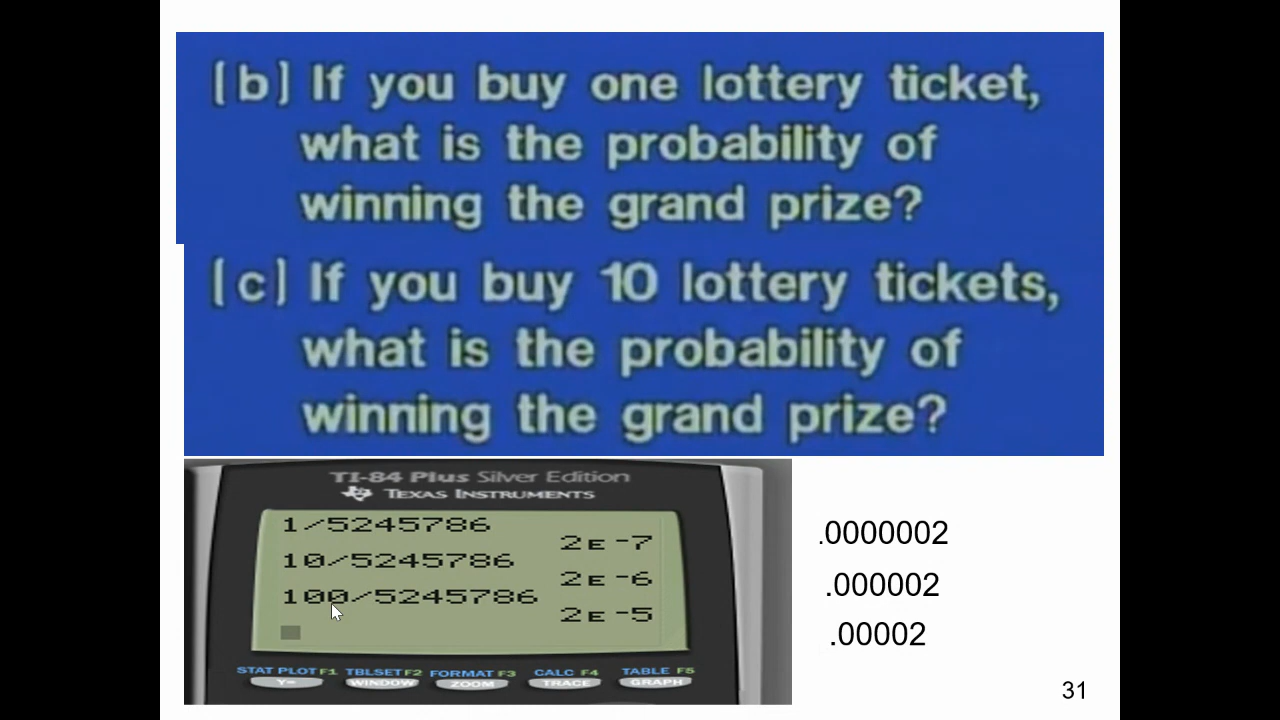 [b] If you buy one lottery ticket,
what is the probability of
winning the grand prize?
[c] If you buy 10 lottery tickets,
what is the probability of
winning the grand prize?
TI-84 Plus Silver Edition
TEXAS INSTRUMENTS
1/5245786
2E-7
10/5245786
2E-6
100/5245786
2E-5
STAT PLOT F1 TBLSET F2 FORMAT F3 CALC F4 TABLE F5
Y= WINDOW ZOOM TRACE GRAPH
.0000002
.000002
.00002
31